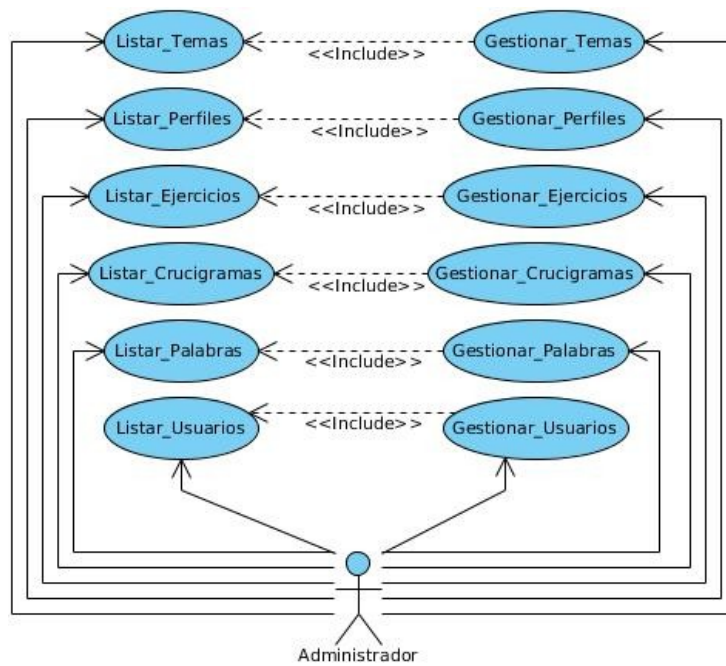 Listar_Temas
Gestionar_Temas
<<Include>>
Listar_Perfiles
Gestionar_Perfiles
<<Include>>
Listar_Ejercicios
Gestionar_Ejercicios
<<Include>>
Listar_Crucigramas
Gestionar_Crucigramas
<<Include>>
Listar_Palabras
Gestionar_Palabras
<<Include>>
Listar_Usuarios
Gestionar_Usuarios
<<Include>>
Administrador